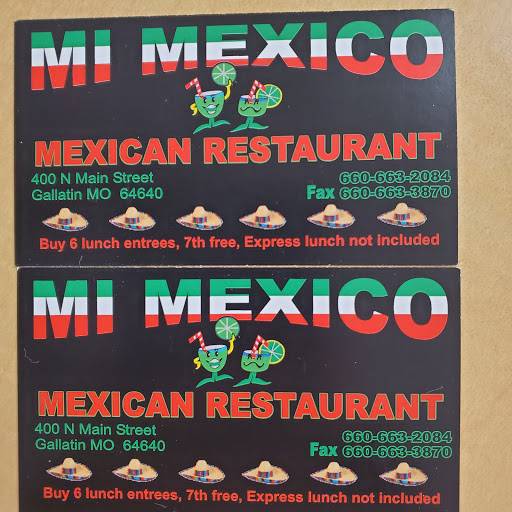 MI MEXICO
MEXICAN RESTAURANT
400 N Main Street 660-663-2084
Gallatin MO 64640 Fax 660-663-3870
Buy 6 lunch entrees, 7th free, Express lunch not included
MI MEXICO
MEXICAN RESTAURANT
400 N Main Street 660-663-2084
Gallatin MO 64640 Fax 660-663-3870
Buy 6 lunch entrees, 7th free, Express lunch not included